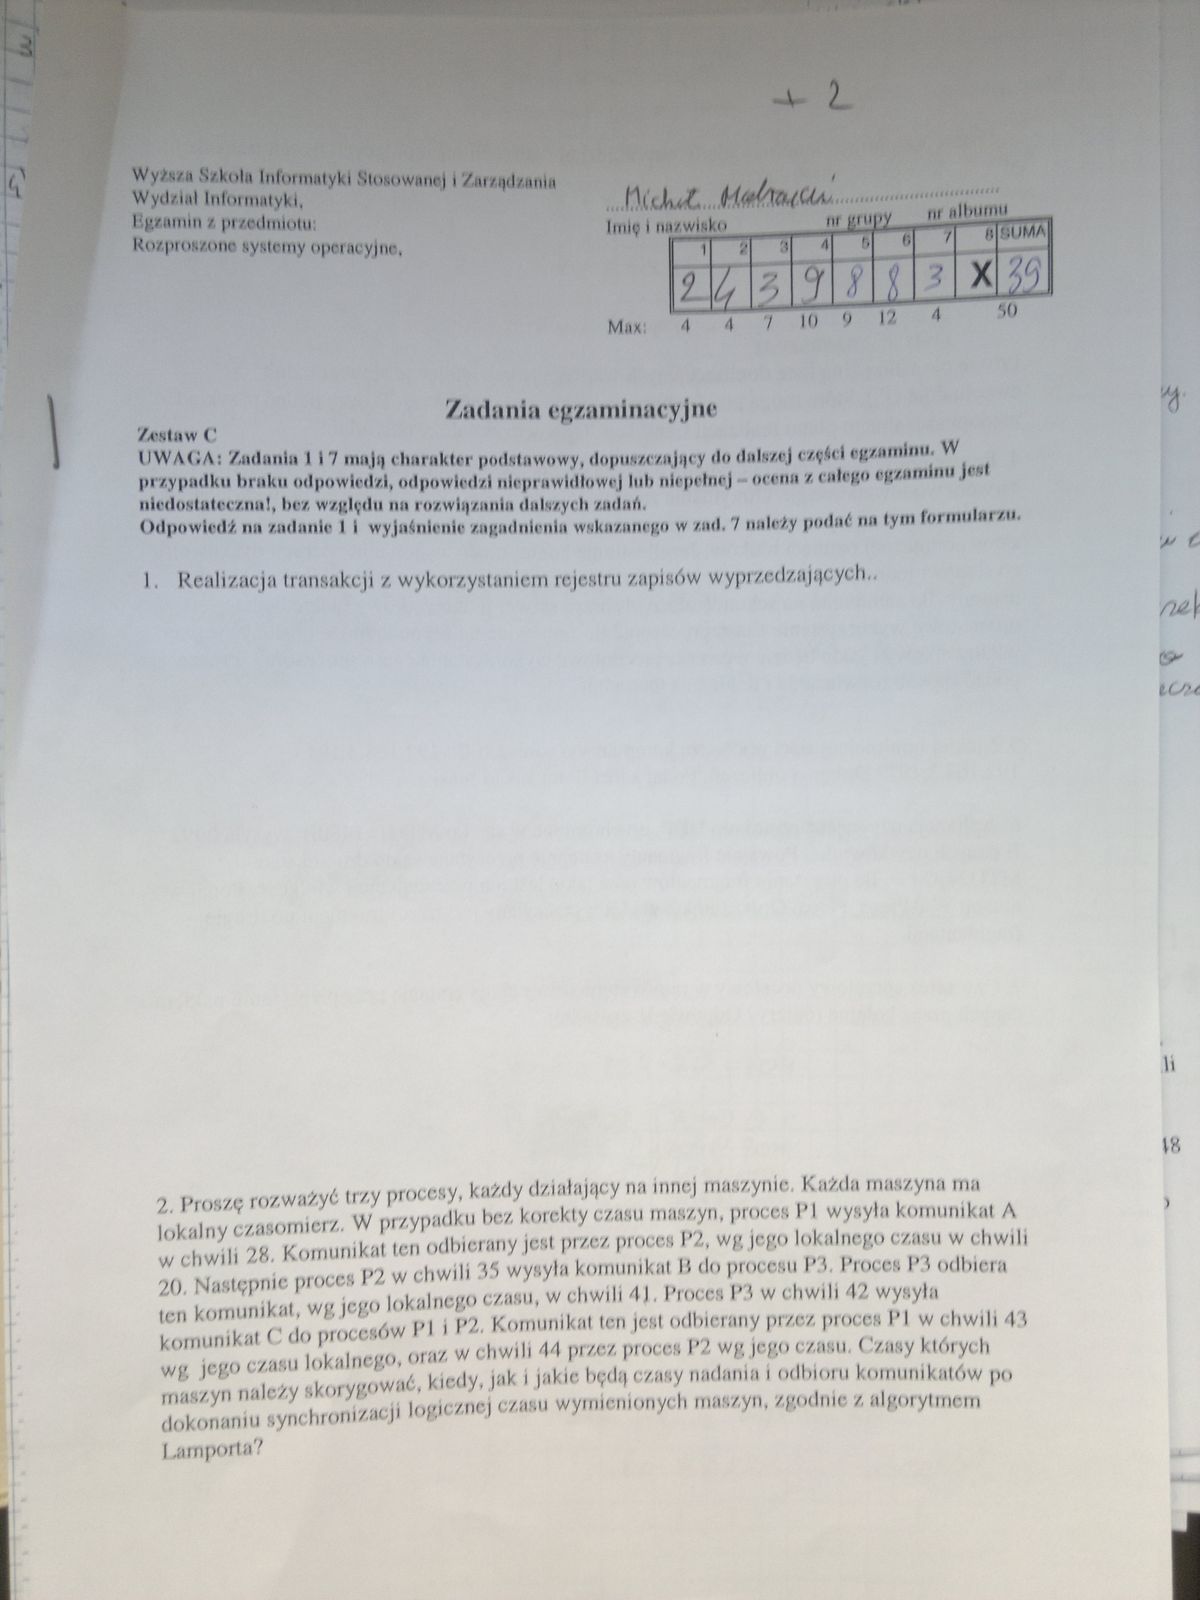 + 2
Wyższa Szkoła Informatyki Stosowanej i Zarządzania
Wydział Informatyki,
Egzamin z przedmiotu:
Rozproszone systemy operacyjne,
Michał
Imię i nazwisko nr grupy nr albumu
1 2 3 4 5 6 7 8 SUMA
2 4 3 9 8 8 3 X 39
Max: 4 4 7 10 9 12 4 50
Zadania egzaminacyjne
Zestaw C
UWAGA: Zadania 1 i 7 mają charakter podstawowy, dopuszczający do dalszej części egzaminu. W
przypadku braku odpowiedzi, odpowiedzi nieprawidłowej lub niepełnej – ocena z całego egzaminu jest
niedostateczna!, bez względu na rozwiązania dalszych zadań.
Odpowiedź na zadanie 1 i wyjaśnienie zagadnienia wskazanego w zad. 7 należy podać na tym formularzu.
1. Realizacja transakcji z wykorzystaniem rejestru zapisów wyprzedzających..
2. Proszę rozważyć trzy procesy, każdy działający na innej maszynie. Każda maszyna ma
lokalny czasomierz. W przypadku bez korekty czasu maszyn, proces P1 wysyła komunikat A
w chwili 28. Komunikat ten odbierany jest przez proces P2, wg jego lokalnego czasu w chwili
20. Następnie proces P2 w chwili 35 wysyła komunikat B do procesu P3. Proces P3 odbiera
ten komunikat, wg jego lokalnego czasu, w chwili 41. Proces P3 w chwili 42 wysyła
komunikat C do procesów P1 i P2. Komunikat ten jest odbierany przez proces P1 w chwili 43
wg jego czasu lokalnego, oraz w chwili 44 przez proces P2 wg jego czasu. Czasy których
maszyn należy skorygować, kiedy, jak i jakie będą czasy nadania i odbioru komunikatów po
dokonaniu synchronizacji logicznej czasu wymienionych maszyn, zgodnie z algorytmem
Lamporta?
li
48